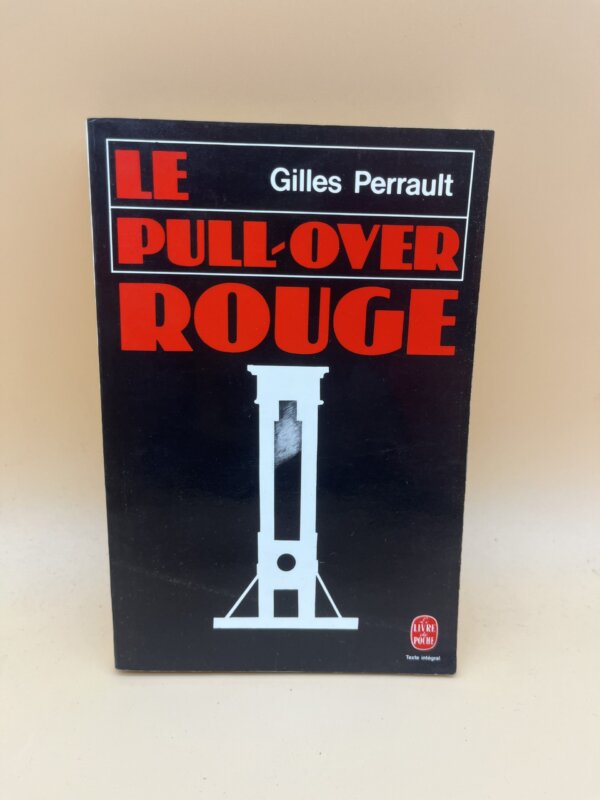 LE
Gilles Perrault
PULL-OVER
ROUGE
Le
LIVRE
de
POCHE
Texte intégral